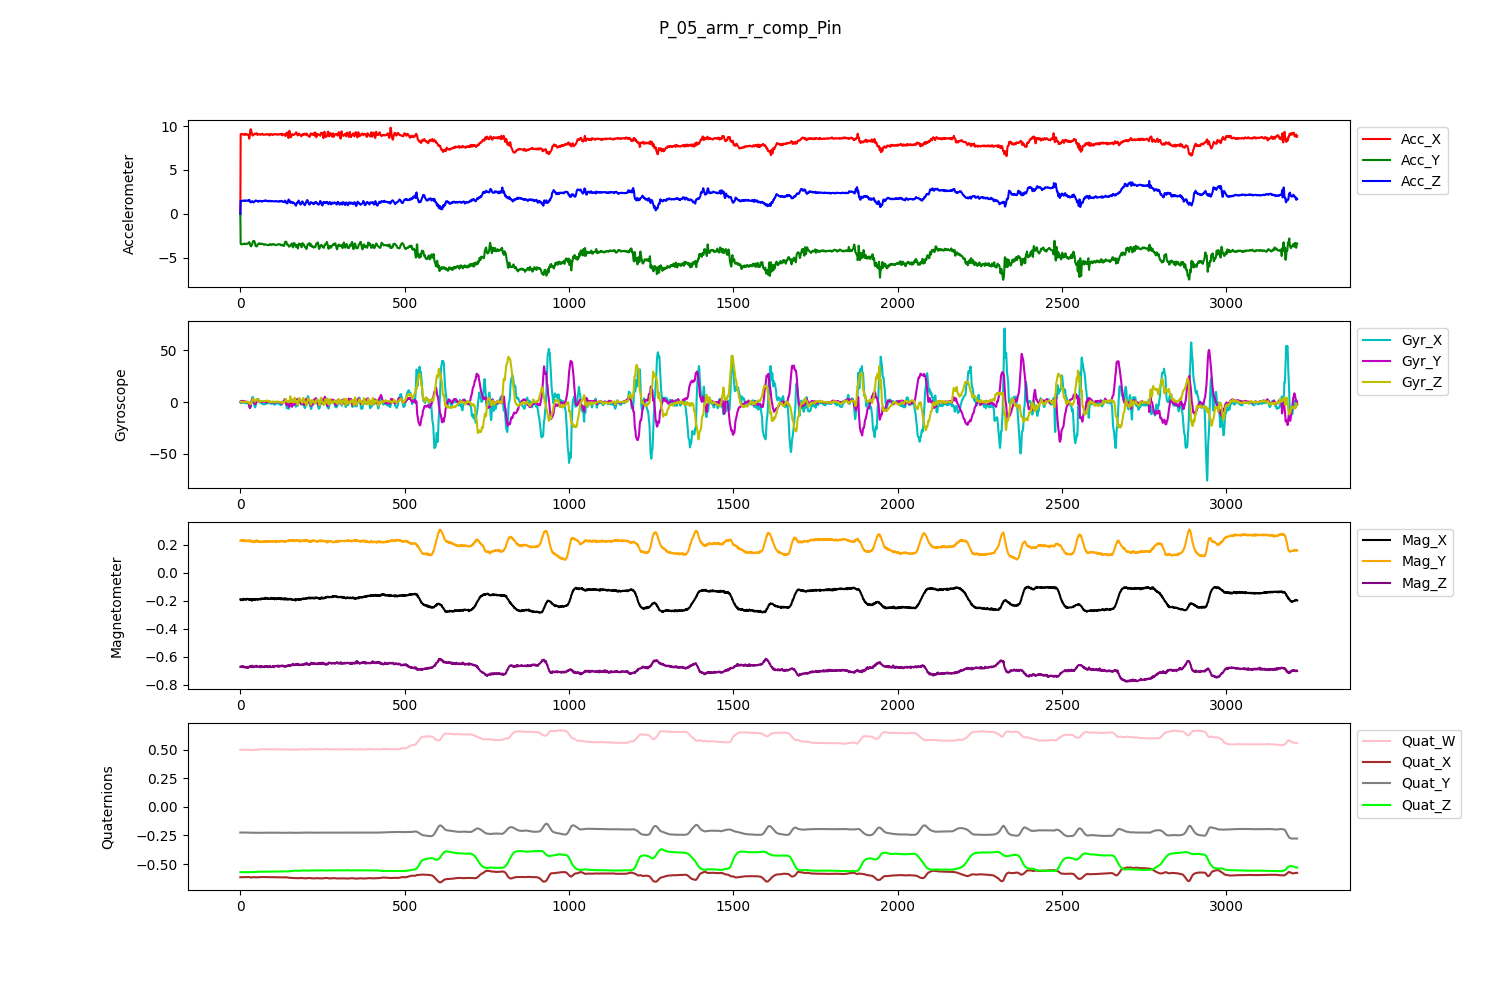 P_05_arm_r_comp_Pin
Accelerometer
10
5
0
−5
0 500 1000 1500 2000 2500 3000
Acc_X
Acc_Y
Acc_Z
Gyroscope
50
0
−50
0 500 1000 1500 2000 2500 3000
Gyr_X
Gyr_Y
Gyr_Z
Magnetometer
0.2
0.0
−0.2
−0.4
−0.6
−0.8
0 500 1000 1500 2000 2500 3000
Mag_X
Mag_Y
Mag_Z
Quaternions
0.50
0.25
0.00
−0.25
−0.50
0 500 1000 1500 2000 2500 3000
Quat_W
Quat_X
Quat_Y
Quat_Z